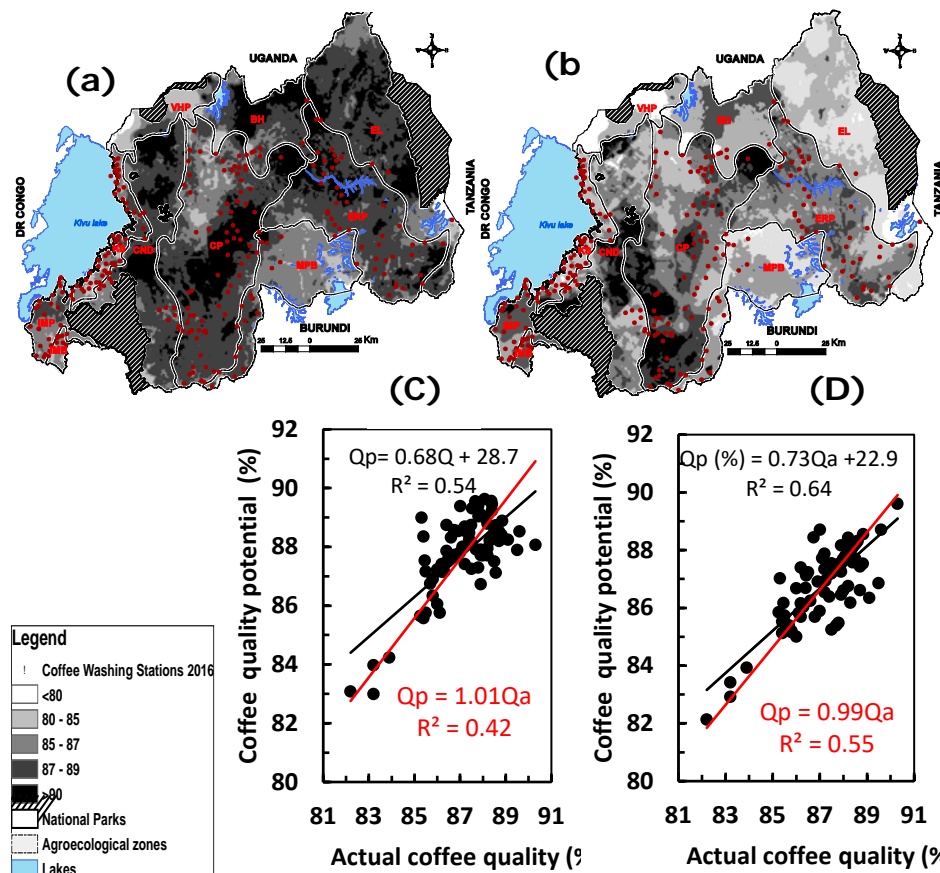 (a)
UGANDA
VHP
BH
EL
DR CONGO
Kivu lake
TANZANIA
ERP
CND
CP
MPB
IMP
BURUNDI
25 12.5 0 25 Km
(b
UGANDA
VHP
EL
DR CONGO
Kivu lake
TANZANIA
ERP
CND
CP
MPB
IMP
BURUNDI
25 12.5 0 25 Km
(C)
Coffee quality potential (%)
92
90
88
86
84
82
80
Qp= 0.68Q + 28.7
R² = 0.54
Qp = 1.01Qa
R² = 0.42
81 83 85 87 89 91
Actual coffee quality (%
(D)
Coffee quality potential (%)
92
90
88
86
84
82
80
Qp (%) = 0.73Qa +22.9
R² = 0.64
Qp = 0.99Qa
R² = 0.55
81 83 85 87 89 91
Actual coffee quality (%
Legend
Coffee Washing Stations 2016
<80
80 - 85
85 - 87
87 - 89
>90
National Parks
Agroecological zones
Lakes